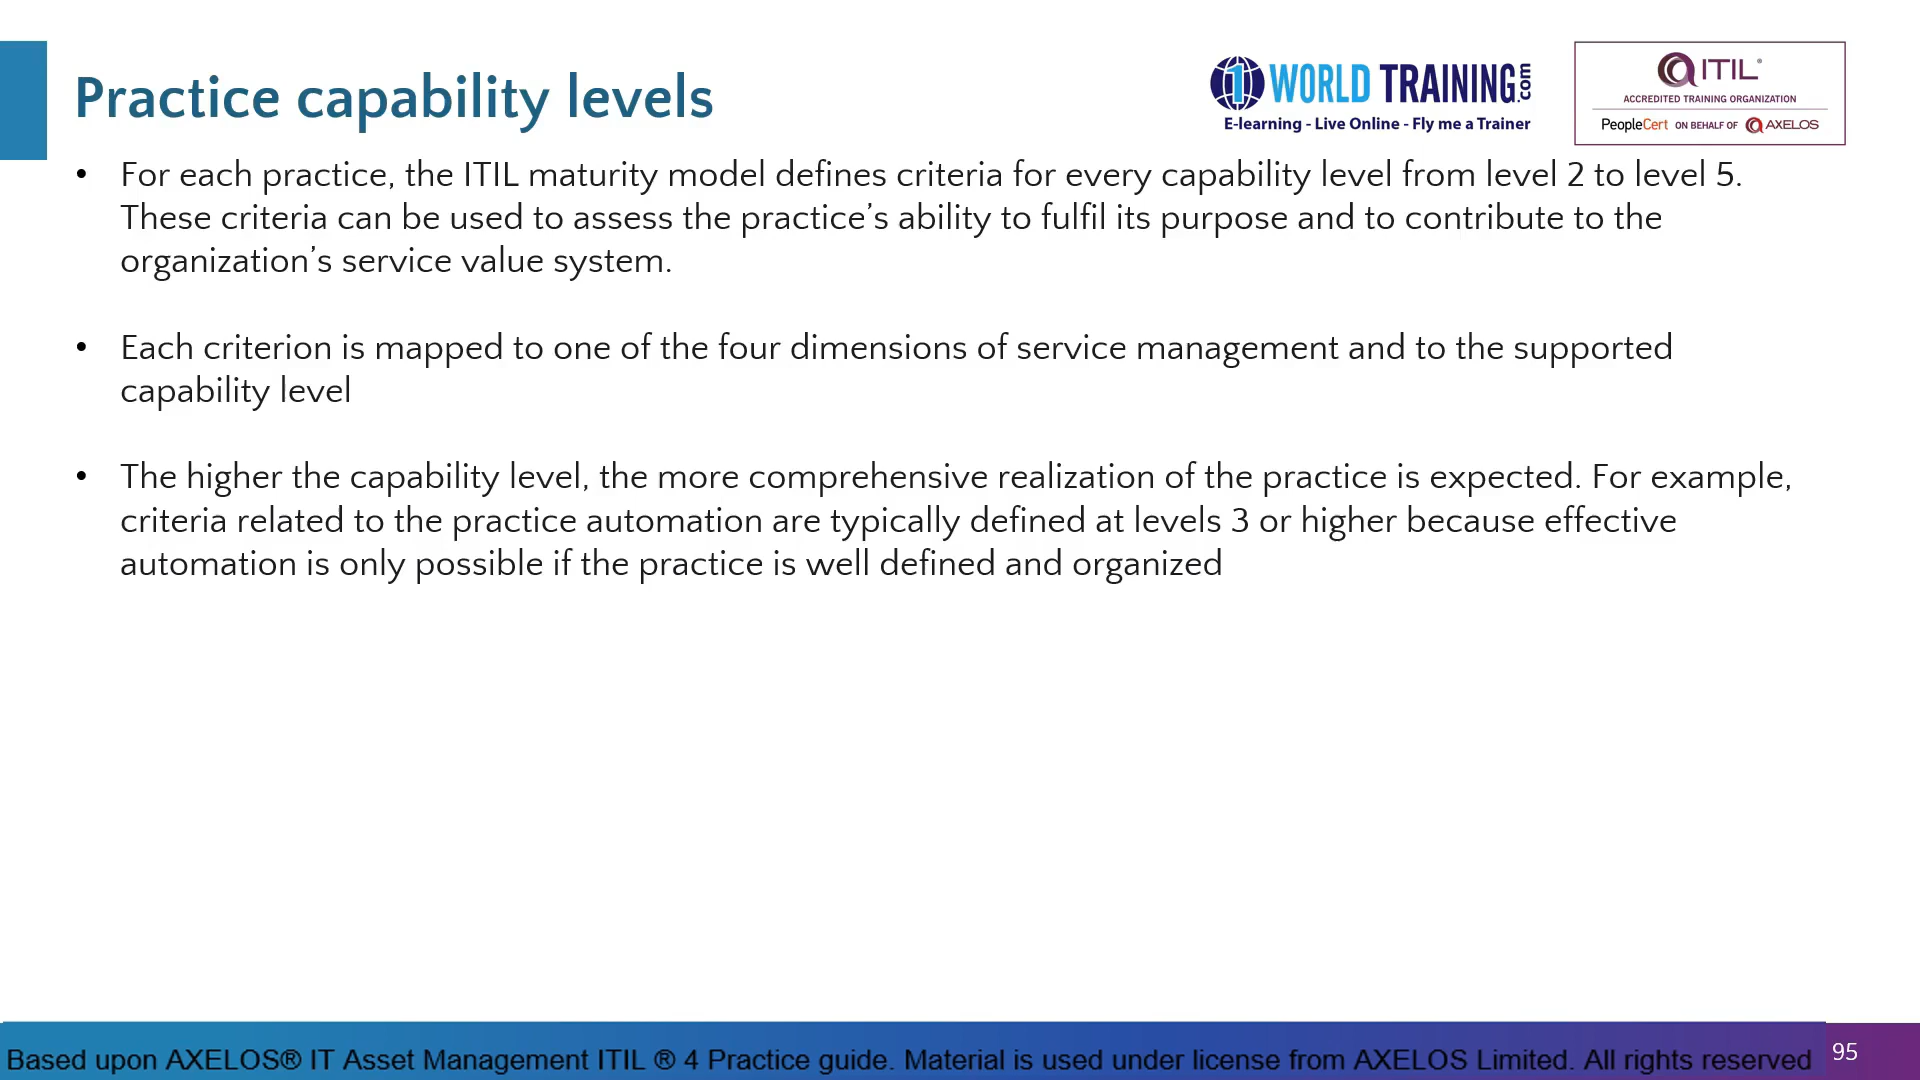 Practice capability levels
1 WORLD TRAINING.com
E-learning - Live Online - Fly me a Trainer
ITIL®
ACCREDITED TRAINING ORGANIZATION
PeopleCert ON BEHALF OF AXELOS
• For each practice, the ITIL maturity model defines criteria for every capability level from level 2 to level 5.
These criteria can be used to assess the practice’s ability to fulfil its purpose and to contribute to the
organization’s service value system.
• Each criterion is mapped to one of the four dimensions of service management and to the supported
capability level
• The higher the capability level, the more comprehensive realization of the practice is expected. For example,
criteria related to the practice automation are typically defined at levels 3 or higher because effective
automation is only possible if the practice is well defined and organized
Based upon AXELOS® IT Asset Management ITIL ® 4 Practice guide. Material is used under license from AXELOS Limited. All rights reserved
95